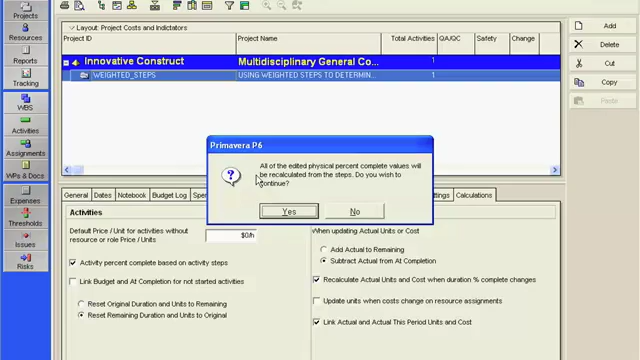 Projects
Resources
Reports
Tracking
WBS
Activities
Assignments
WPs & Docs
Expenses
Thresholds
Issues
Risks
Layout: Project Costs and Indicators
Project ID Project Name Total Activities QA/QC Safety Change
Innovative Construct Multidisciplinary General Co... 1
WEIGHTED_STEPS USING WEIGHTED STEPS TO DETERMIN... 1
Add
Delete
Cut
Copy
Paste
Primavera P6
All of the edited physical percent complete values will
be recalculated from the steps. Do you wish to
continue?
Yes No
General Dates Notebook Budget Log Calculations
Activities
Default Price / Unit for activities without
resource or role Price / Units
$0/h
Activity percent complete based on activity steps
Link Budget and At Completion for not started activities
Reset Original Duration and Units to Remaining
Reset Remaining Duration and Units to Original
When updating Actual Units or Cost
Add Actual to Remaining
Subtract Actual from At Completion
Recalculate Actual Units and Cost when duration % complete changes
Update units when costs change on resource assignments
Link Actual and Actual This Period Units and Cost